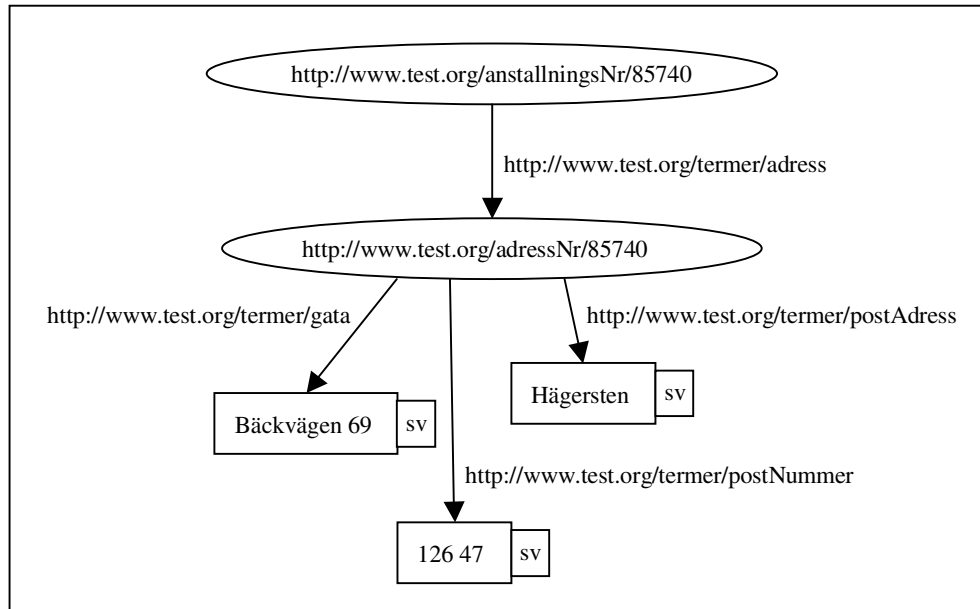 http://www.test.org/anstallningsNr/85740
http://www.test.org/termer/adress
http://www.test.org/adressNr/85740
http://www.test.org/termer/gata
http://www.test.org/termer/postAdress
Bäckvägen 69
sv
Hägersten
sv
http://www.test.org/termer/postNummer
126 47
sv